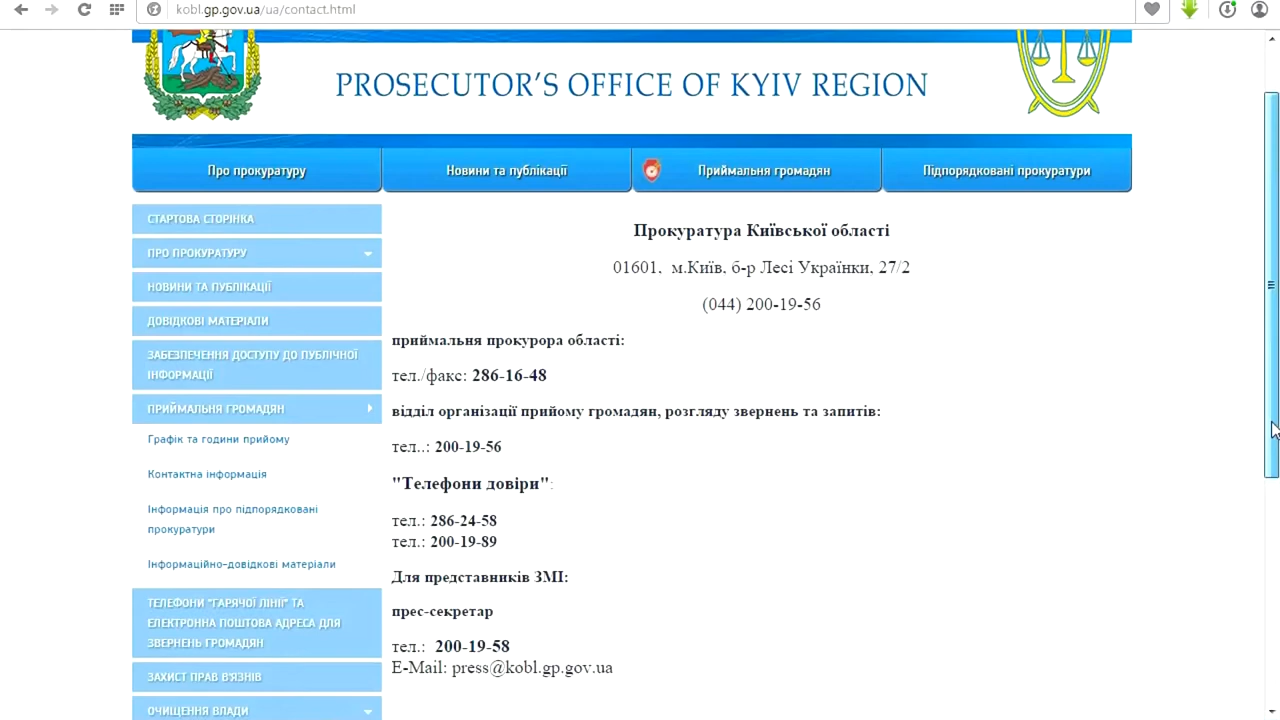 kobl.gp.gov.ua/ua/contact.html
PROSECUTOR'S OFFICE OF KYIV REGION
Про прокуратуру
Новини та публікації
Приймальня громадян
Підпорядковані прокуратури
СТАРТОВА СТОРІНКА
ПРО ПРОКУРАТУРУ
НОВИНИ ТА ПУБЛІКАЦІЇ
ДОВІДКОВІ МАТЕРІАЛИ
ЗАБЕЗПЕЧЕННЯ ДОСТУПУ ДО ПУБЛІЧНОЇ
ІНФОРМАЦІЇ
ПРИЙМАЛЬНЯ ГРОМАДЯН
Графік та години прийому
Контактна інформація
Інформація про підпорядковані
прокуратури
Інформаційно-довідкові матеріали
ТЕЛЕФОНИ "ГАРЯЧОЇ ЛІНІЇ" ТА
ЕЛЕКТРОННА ПОШТОВА АДРЕСА ДЛЯ
ЗВЕРНЕНЬ ГРОМАДЯН
ЗАХИСТ ПРАВ В'ЯЗНІВ
ОЧИЩЕННЯ ВЛАДИ
Прокуратура Київської області
01601, м.Київ, б-р Лесі Українки, 27/2
(044) 200-19-56
приймальня прокурора області:
тел./факс: 286-16-48
відділ організації прийому громадян, розгляду звернень та запитів:
тел..: 200-19-56
"Телефони довіри":
тел.: 286-24-58
тел.: 200-19-89
Для представників ЗМІ:
прес-секретар
тел.: 200-19-58
E-Mail: press@kobl.gp.gov.ua